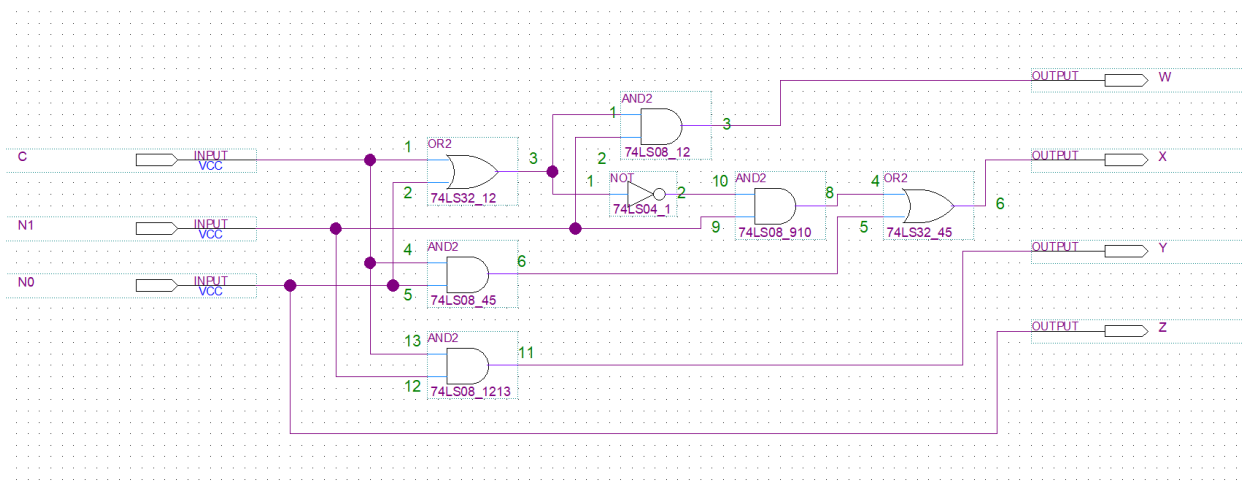 OUTPUT W
AND2
1
3
2
74LS08_12
C INPUT
VCC
1
OR2
3
2
74LS32_12
OUTPUT X
NOT
1
2
74LS04_1
10
AND2
8
9
74LS08_910
4
OR2
6
5
74LS32_45
N1 INPUT
VCC
4
AND2
6
5
74LS08_45
OUTPUT Y
N0 INPUT
VCC
13
AND2
11
12
74LS08_1213
OUTPUT Z